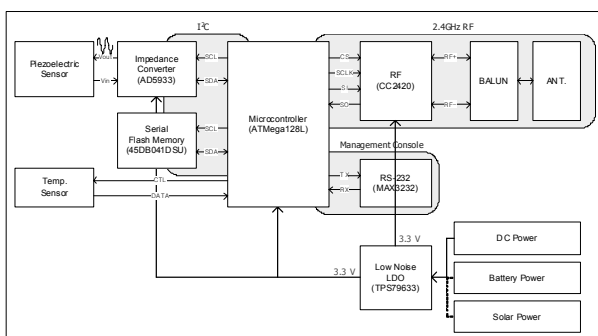 I²C
2.4GHz RF
Piezoelectric
Sensor
Vout
Vin
Impedance
Converter
(AD5933)
SCL
SDA
Microcontroller
(ATMega128L)
CS
SCLK
SI
SO
RF
(CC2420)
RF+
RF-
BALUN
ANT.
Serial
Flash Memory
(45DB041DSU)
SCL
SDA
Management Console
Temp.
Sensor
CTL
DATA
TX
RX
RS-232
(MAX3232)
3.3 V
3.3 V
Low Noise
LDO
(TPS79633)
DC Power
Battery Power
Solar Power